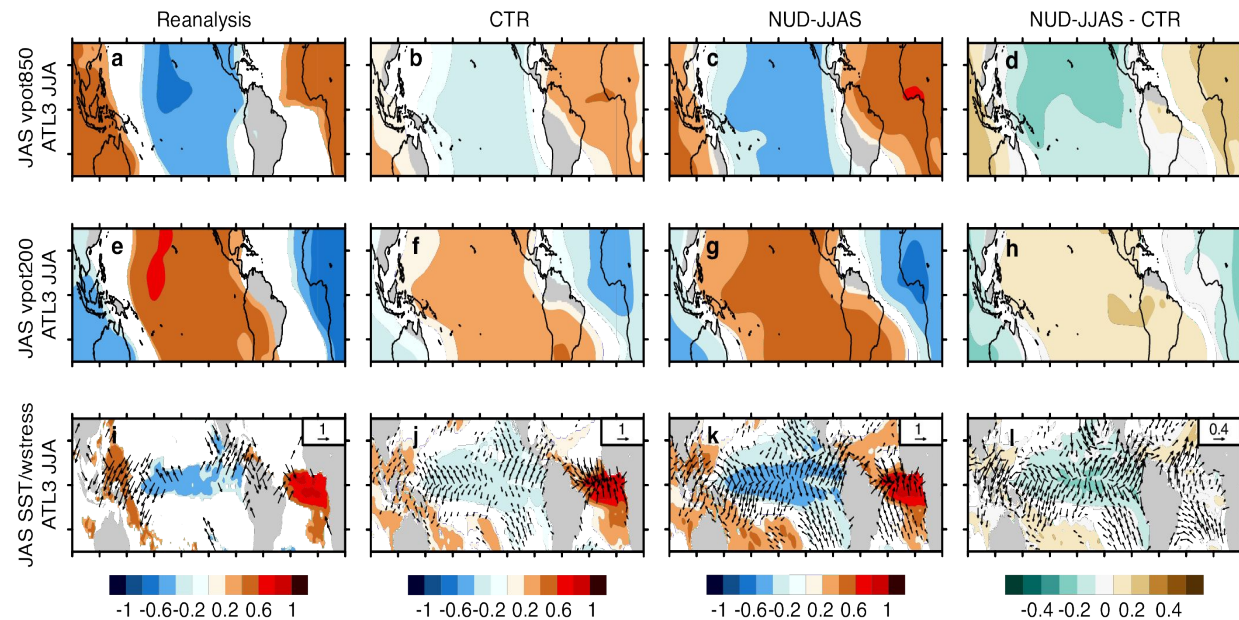 Reanalysis CTR NUD-JJAS NUD-JJAS - CTR
JAS vpot850
ATL3 JJA
a b c d
JAS vpot200
ATL3 JJA
e f g h
JAS SST/wstress
ATL3 JJA
i 1 j 1 k 1 l 0.4
-1 -0.6 -0.2 0.2 0.6 1 -1 -0.6 -0.2 0.2 0.6 1 -1 -0.6 -0.2 0.2 0.6 1 -0.4 -0.2 0 0.2 0.4